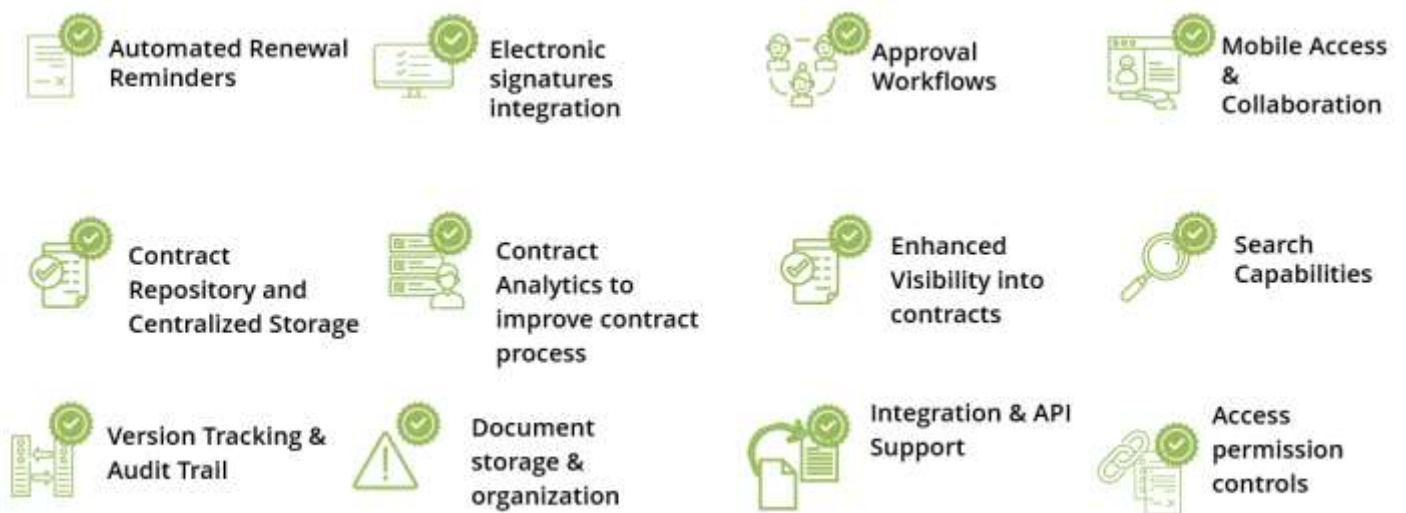 Automated Renewal
Reminders
Electronic
signatures
integration
Approval
Workflows
Mobile Access
&
Collaboration
Contract
Repository and
Centralized Storage
Contract
Analytics to
improve contract
process
Enhanced
Visibility into
contracts
Search
Capabilities
Version Tracking &
Audit Trail
Document
storage &
organization
Integration & API
Support
Access
permission
controls